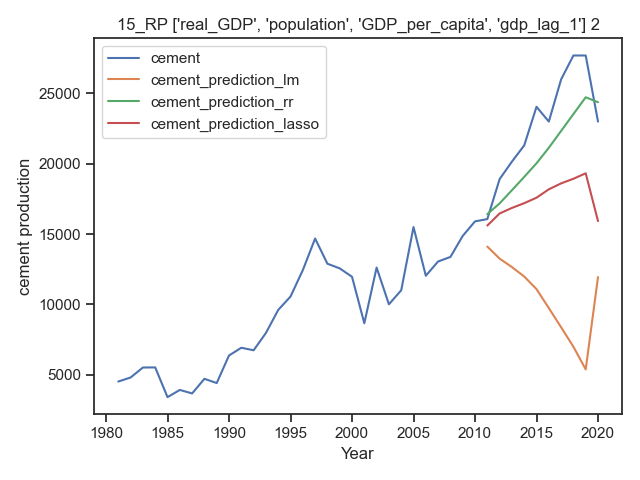 15_RP ['real_GDP', 'population', 'GDP_per_capita', 'gdp_lag_1'] 2
cement
cement_prediction_lm
cement_prediction_rr
cement_prediction_lasso
25000
20000
15000
10000
5000
cement production
1980 1985 1990 1995 2000 2005 2010 2015 2020
Year